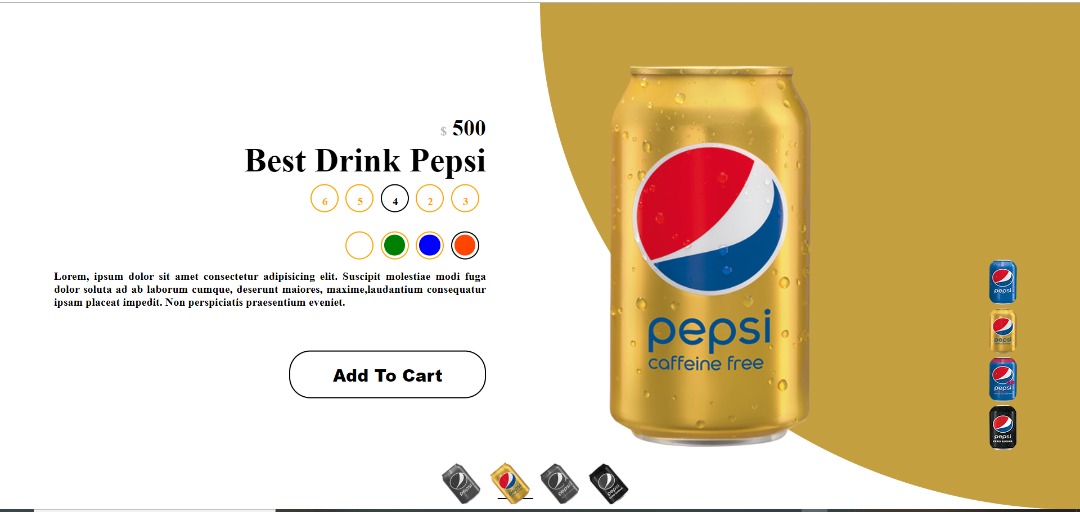 $ 500
Best Drink Pepsi
6 5 4 2 3
Lorem, ipsum dolor sit amet consectetur adipisicing elit. Suscipit molestiae modi fuga
dolor soluta ad ab laborum cumque, deserunt maiores, maxime,laudantium consequatur
ipsam placeat impedit. Non perspiciatis praesentium eveniet.
Add To Cart
pepsi
caffeine free
pepsi
pepsi
pepsi
pepsi